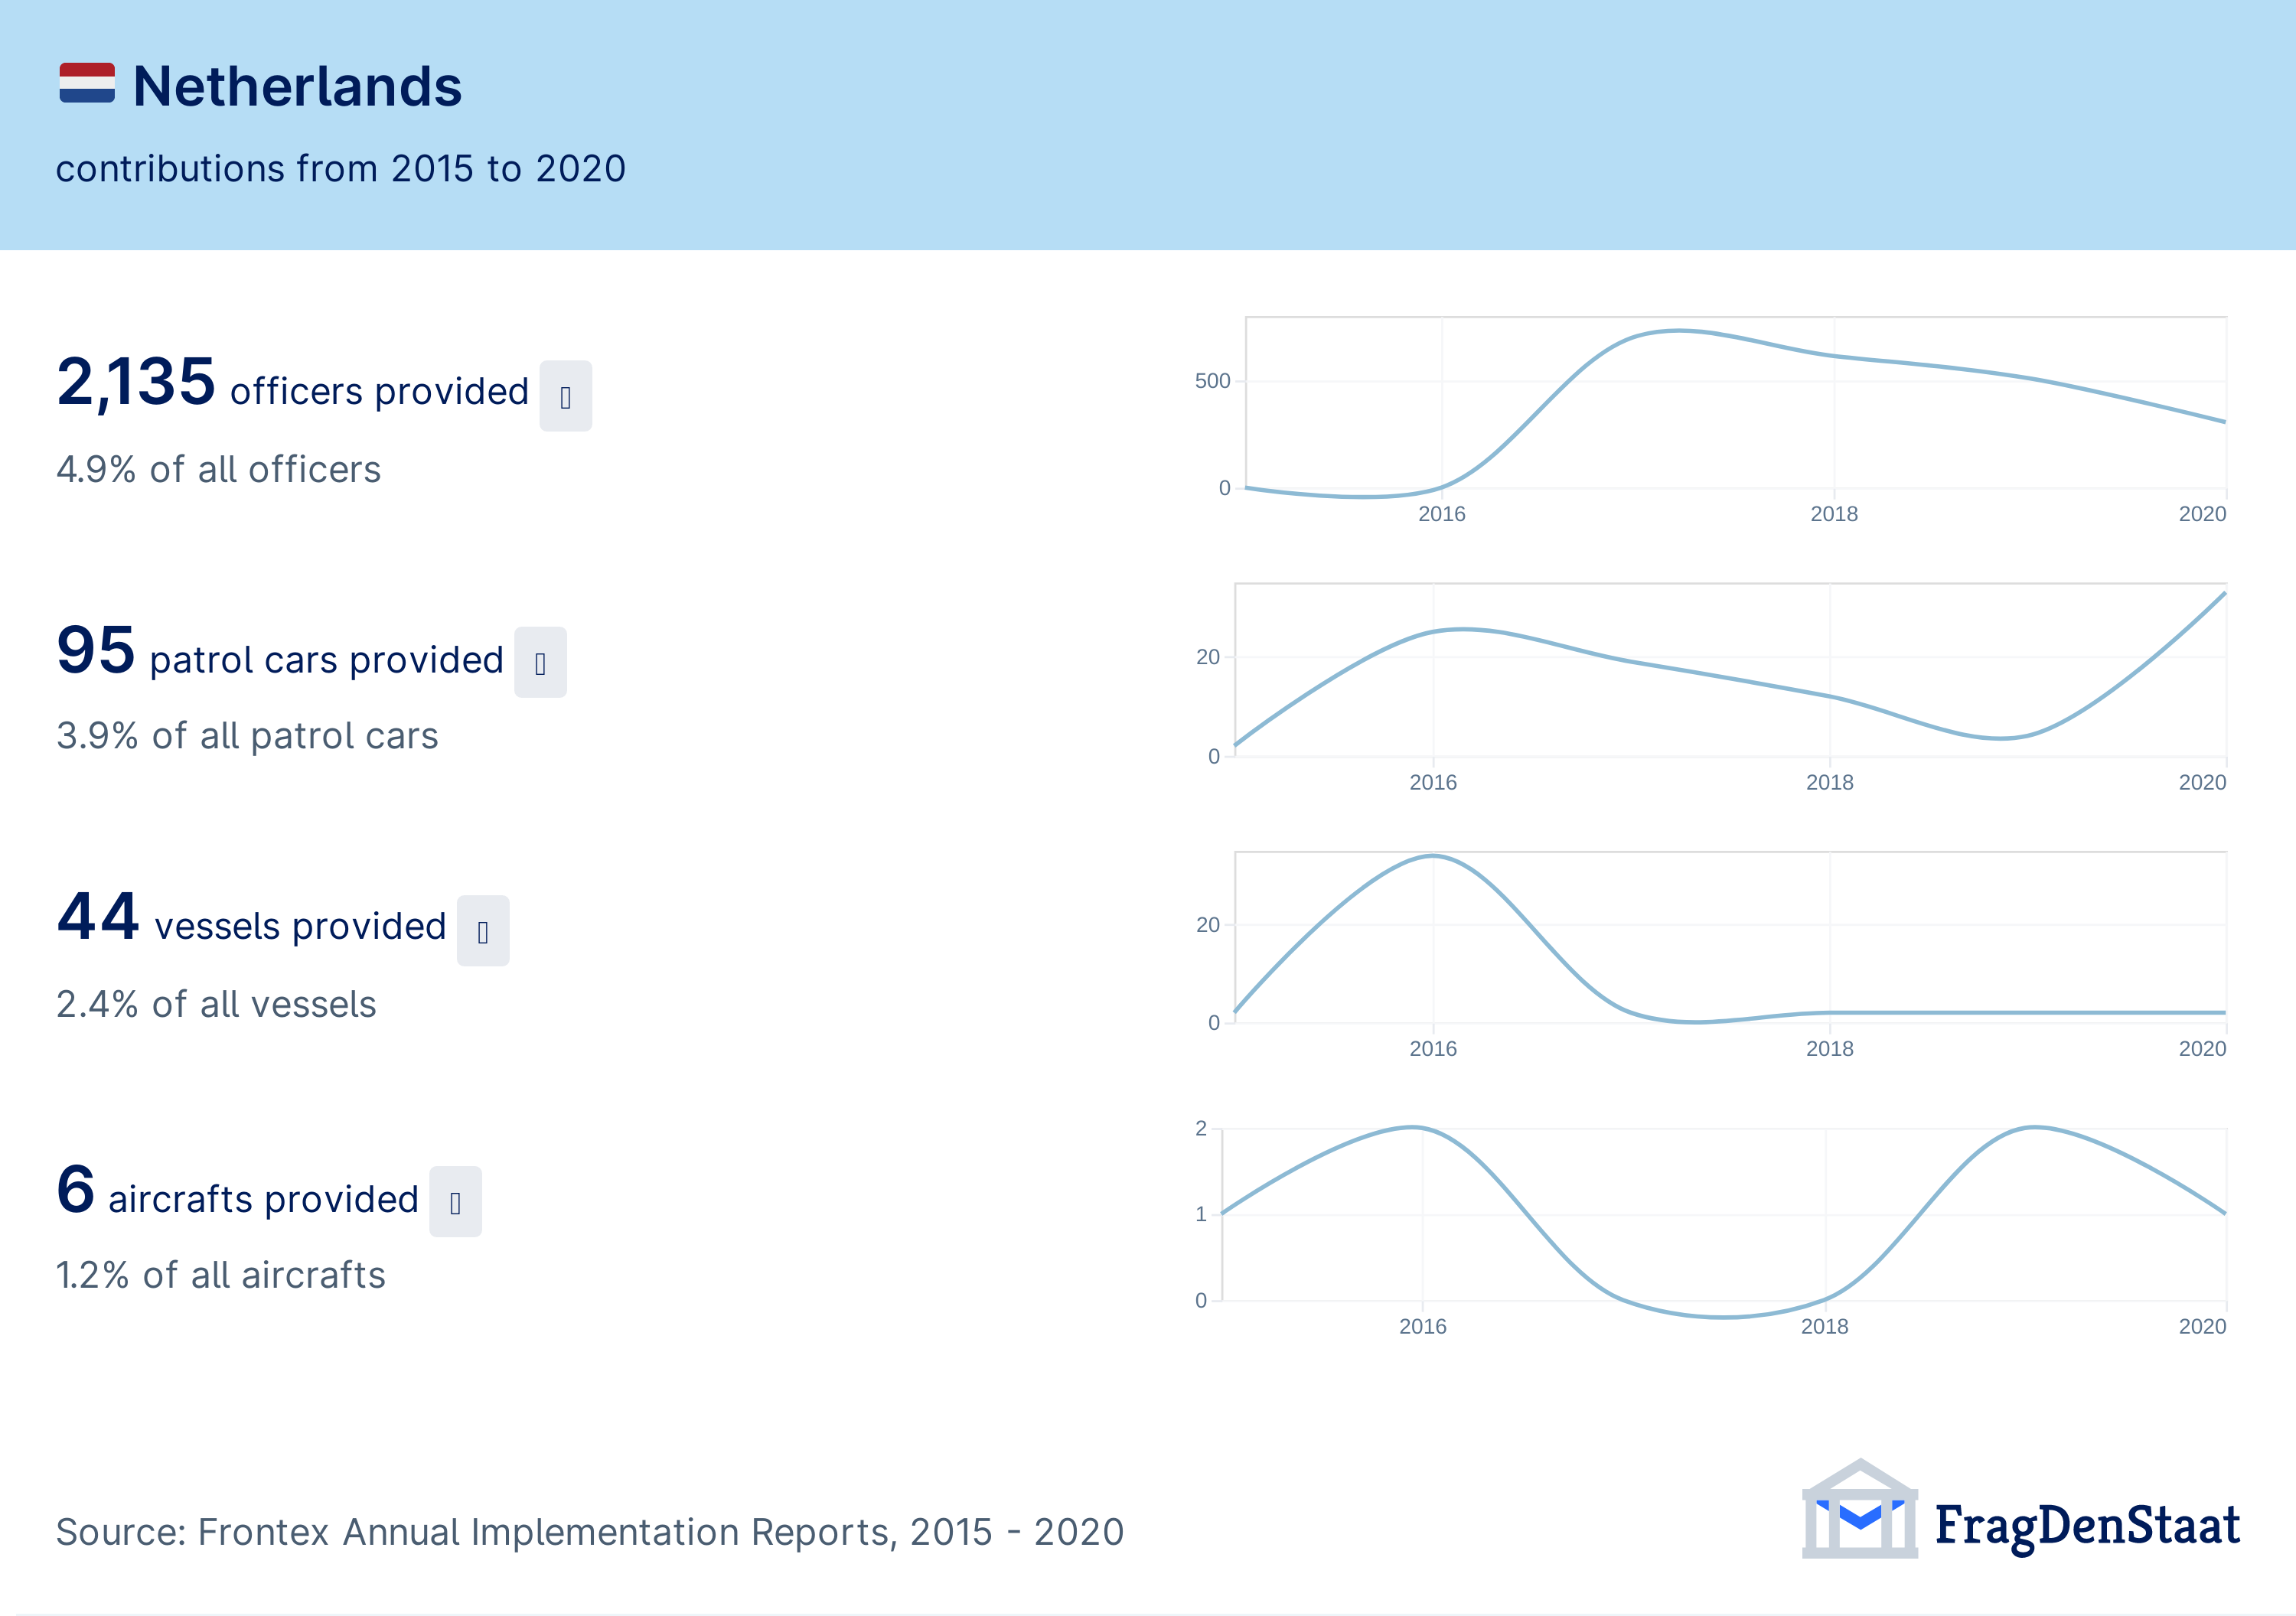 Netherlands
contributions from 2015 to 2020
2,135 officers provided
4.9% of all officers
500
0
2016 2018 2020
95 patrol cars provided
3.9% of all patrol cars
20
0
2016 2018 2020
44 vessels provided
2.4% of all vessels
20
0
2016 2018 2020
6 aircrafts provided
1.2% of all aircrafts
2
1
0
2016 2018 2020
Source: Frontex Annual Implementation Reports, 2015 - 2020
FragDenStaat